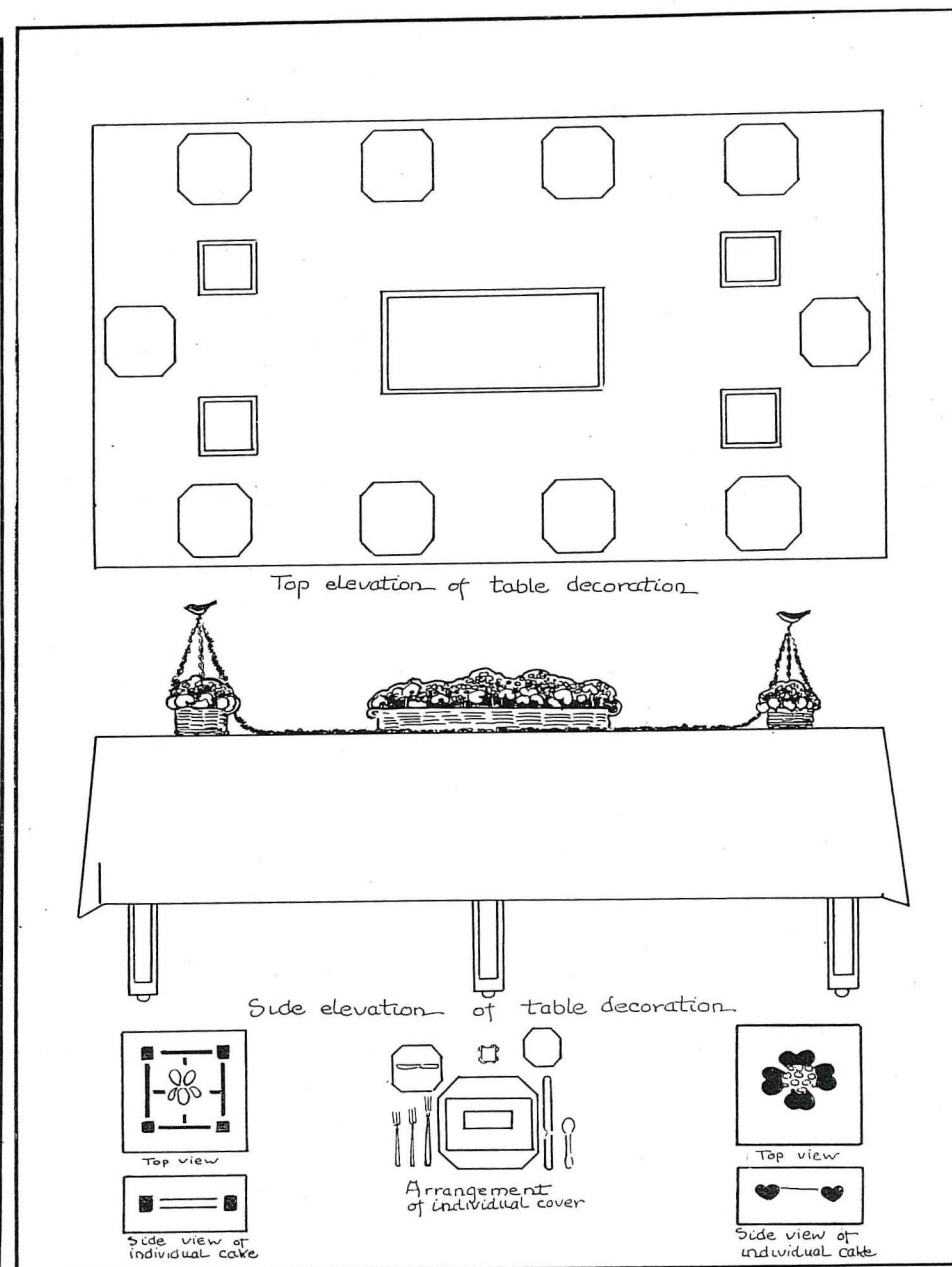 Top elevation of table decoration
Side elevation of table decoration
Top view
Side view of
individual cake
Arrangement
of individual cover
Top view
Side view of
individual cake